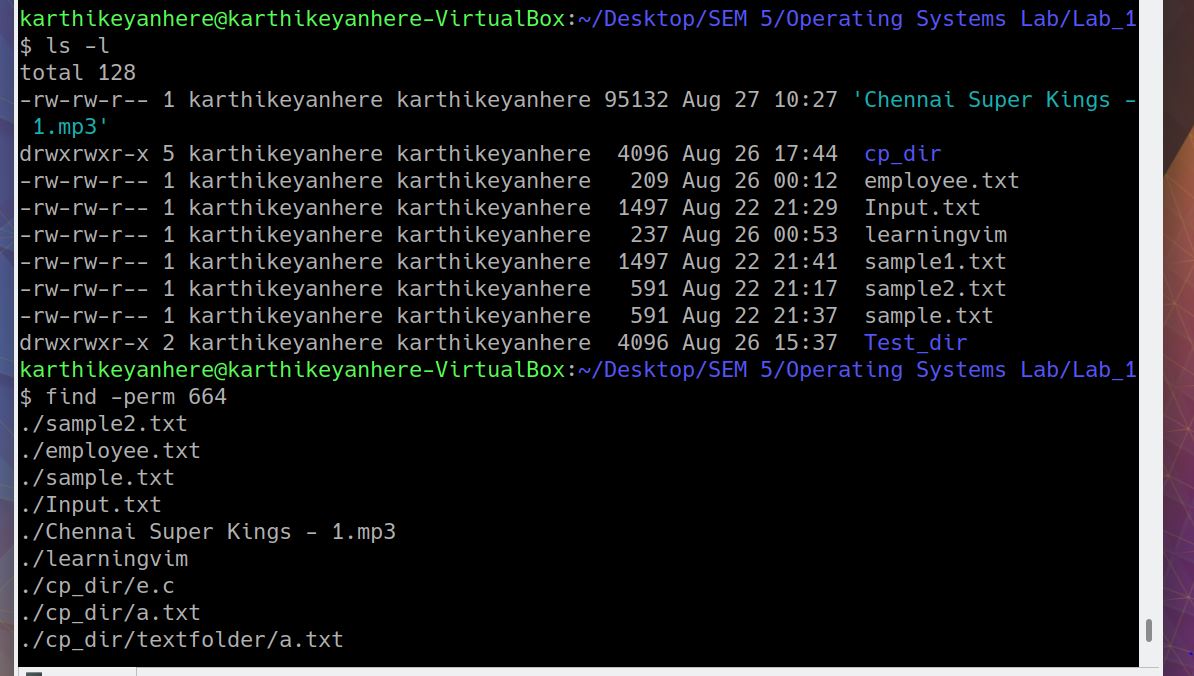 karthikeyanhere@karthikeyanhere-VirtualBox:~/Desktop/SEM 5/Operating Systems Lab/Lab_1
$ ls -l
total 128
-rw-rw-r-- 1 karthikeyanhere karthikeyanhere 95132 Aug 27 10:27 'Chennai Super Kings -
 1.mp3'
drwxrwxr-x 5 karthikeyanhere karthikeyanhere  4096 Aug 26 17:44  cp_dir
-rw-rw-r-- 1 karthikeyanhere karthikeyanhere   209 Aug 26 00:12  employee.txt
-rw-rw-r-- 1 karthikeyanhere karthikeyanhere  1497 Aug 22 21:29  Input.txt
-rw-rw-r-- 1 karthikeyanhere karthikeyanhere   237 Aug 26 00:53  learningvim
-rw-rw-r-- 1 karthikeyanhere karthikeyanhere  1497 Aug 22 21:41  sample1.txt
-rw-rw-r-- 1 karthikeyanhere karthikeyanhere   591 Aug 22 21:17  sample2.txt
-rw-rw-r-- 1 karthikeyanhere karthikeyanhere   591 Aug 22 21:37  sample.txt
drwxrwxr-x 2 karthikeyanhere karthikeyanhere  4096 Aug 26 15:37  Test_dir
karthikeyanhere@karthikeyanhere-VirtualBox:~/Desktop/SEM 5/Operating Systems Lab/Lab_1
$ find -perm 664
./sample2.txt
./employee.txt
./sample.txt
./Input.txt
./Chennai Super Kings - 1.mp3
./learningvim
./cp_dir/e.c
./cp_dir/a.txt
./cp_dir/textfolder/a.txt